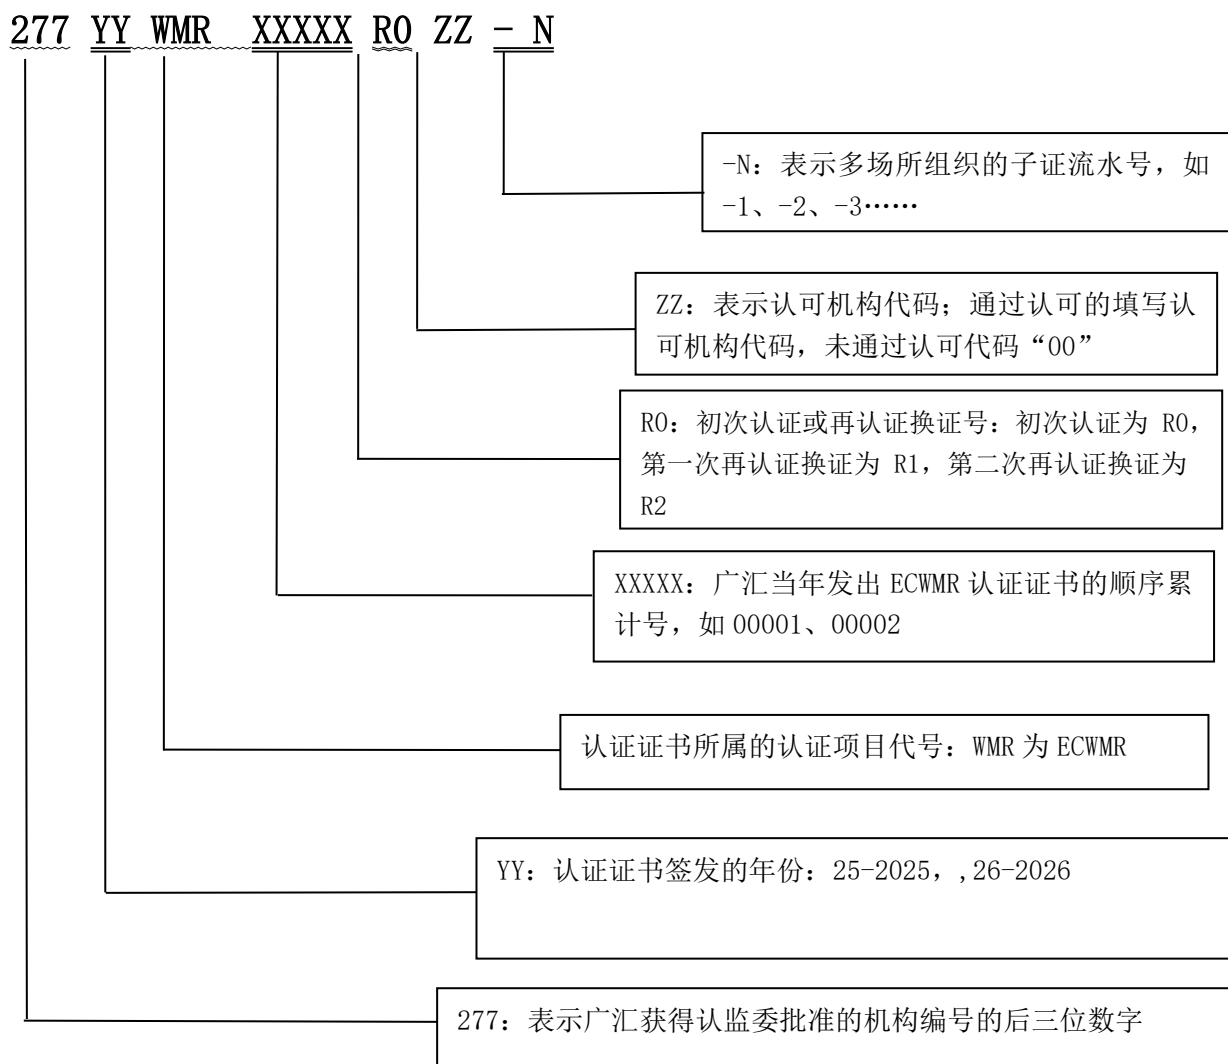 277 YY WMR XXXXX R0 ZZ - N
-N：表示多场所组织的子证流水号，如
-1、-2、-3……
ZZ：表示认可机构代码；通过认可的填写认
可机构代码，未通过认可代码“00”
R0：初次认证或再认证换证号：初次认证为 R0，
第一次再认证换证为 R1，第二次再认证换证为
R2
XXXXX：广汇当年发出 ECWMR 认证证书的顺序累
计号，如 00001、00002
认证证书所属的认证项目代号：WMR 为 ECWMR
YY：认证证书签发的年份：25-2025，,26-2026
277：表示广汇获得认监委批准的机构编号的后三位数字